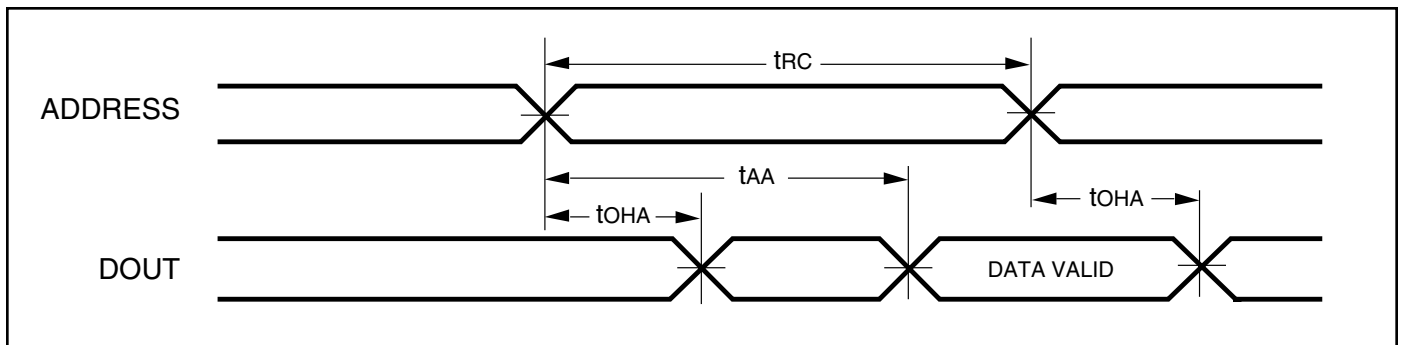 tRC
ADDRESS
tAA
tOHA
tOHA
DOUT
DATA VALID